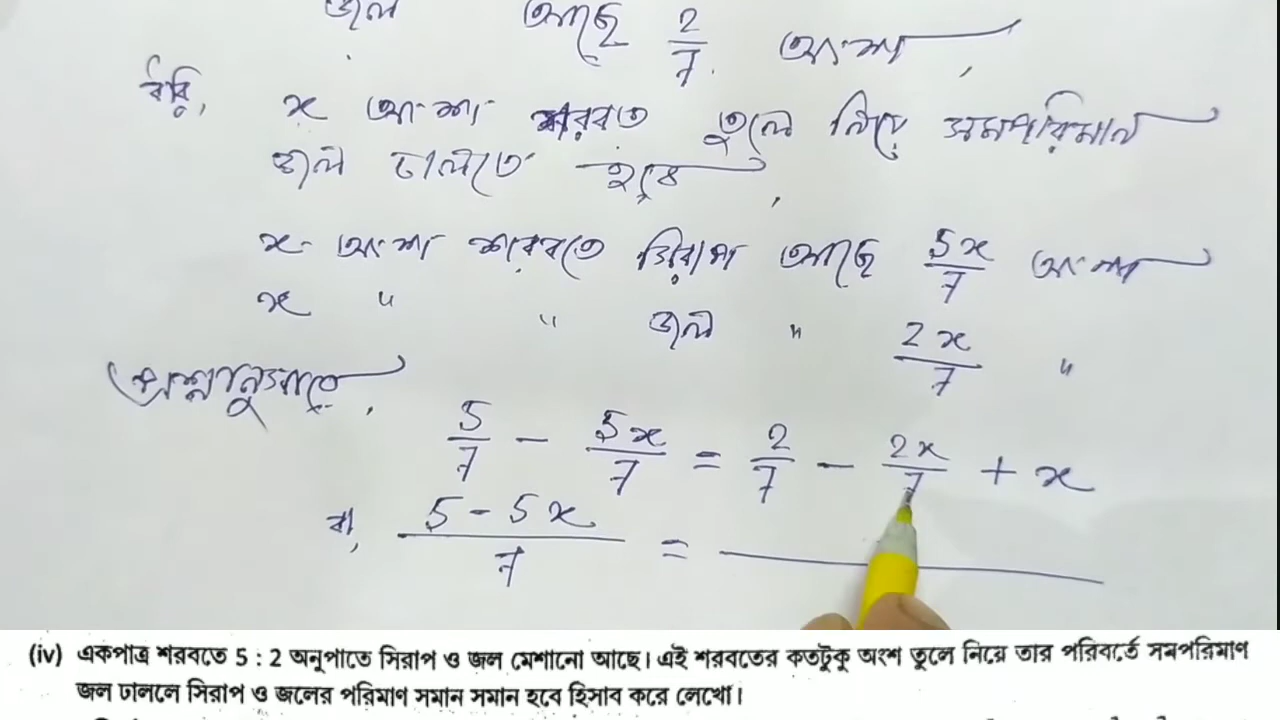 জল আছে 2/7 অংশ,
ধরি, x অংশ শরবত তুলে নিয়ে সমপরিমান
জল ঢালতে হবে,
x অংশ শরবতে সিরাপ আছে 5x/7 অংশ
x " " জল " 2x/7 "
প্রশ্নানুসারে,
5/7 - 5x/7 = 2/7 - 2x/7 + x
বা, 5 - 5x/7 =
(iv) একপাত্র শরবতে 5 : 2 অনুপাতে সিরাপ ও জল মেশানো আছে। এই শরবতের কতটুকু অংশ তুলে নিয়ে তার পরিবর্তে সমপরিমাণ
জল ঢাললে সিরাপ ও জলের পরিমাণ সমান সমান হবে হিসাব করে লেখো।